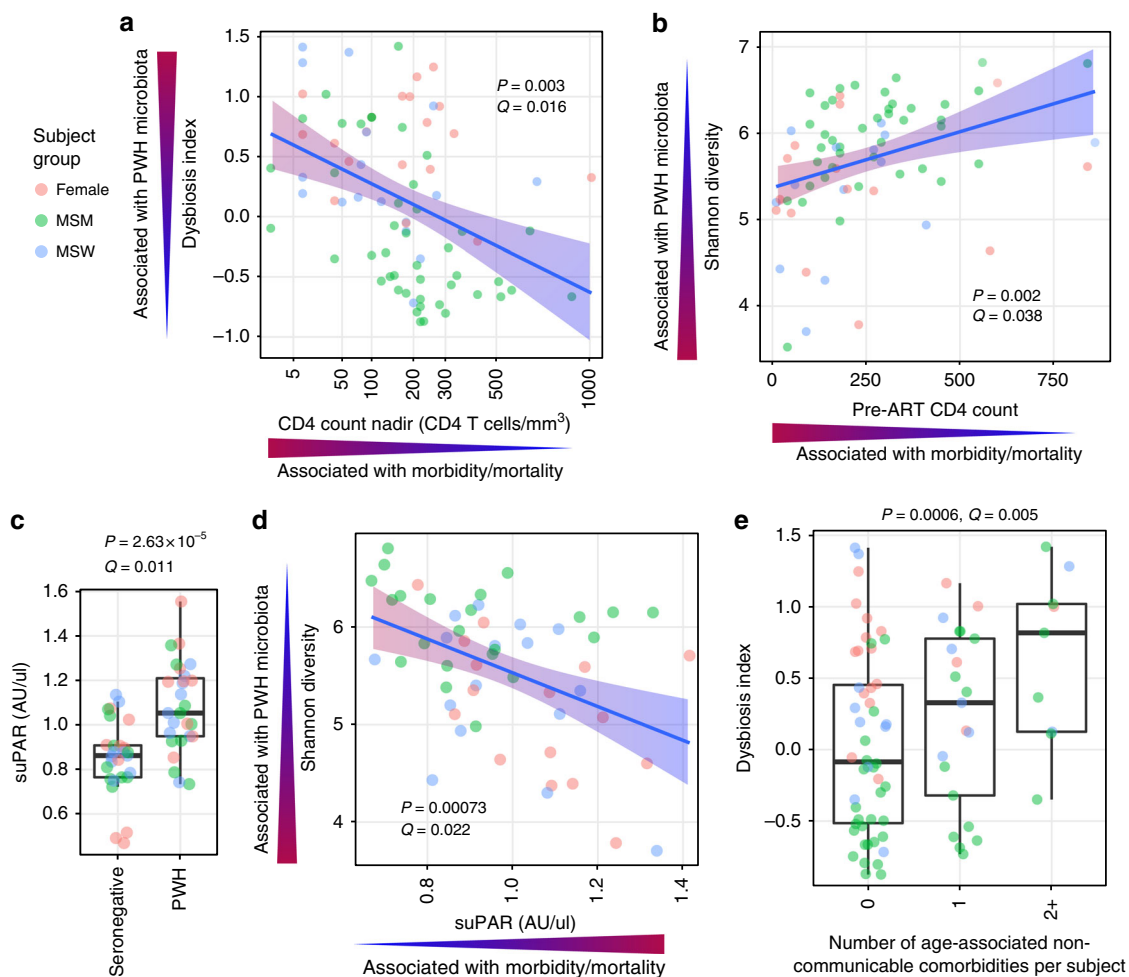 a
Associated with PWH microbiota
Dysbiosis index
1.5
1.0
0.5
0.0
−0.5
−1.0
P = 0.003
Q = 0.016
5
50
100
200
300
500
1000
CD4 count nadir (CD4 T cells/mm³)
Associated with morbidity/mortality
Subject
group
Female
MSM
MSW
b
Associated with PWH microbiota
Shannon diversity
7
6
5
4
P = 0.002
Q = 0.038
0
250
500
750
Pre-ART CD4 count
Associated with morbidity/mortality
c
P = 2.63×10⁻⁵
Q = 0.011
suPAR (AU/ul)
1.6
1.4
1.2
1.0
0.8
0.6
Seronegative
PWH
d
Associated with PWH microbiota
Shannon diversity
6
5
4
P = 0.00073
Q = 0.022
0.8
1.0
1.2
1.4
suPAR (AU/ul)
Associated with morbidity/mortality
e
P = 0.0006, Q = 0.005
Dysbiosis index
1.5
1.0
0.5
0.0
−0.5
0
1
2+
Number of age-associated non-
communicable comorbidities per subject